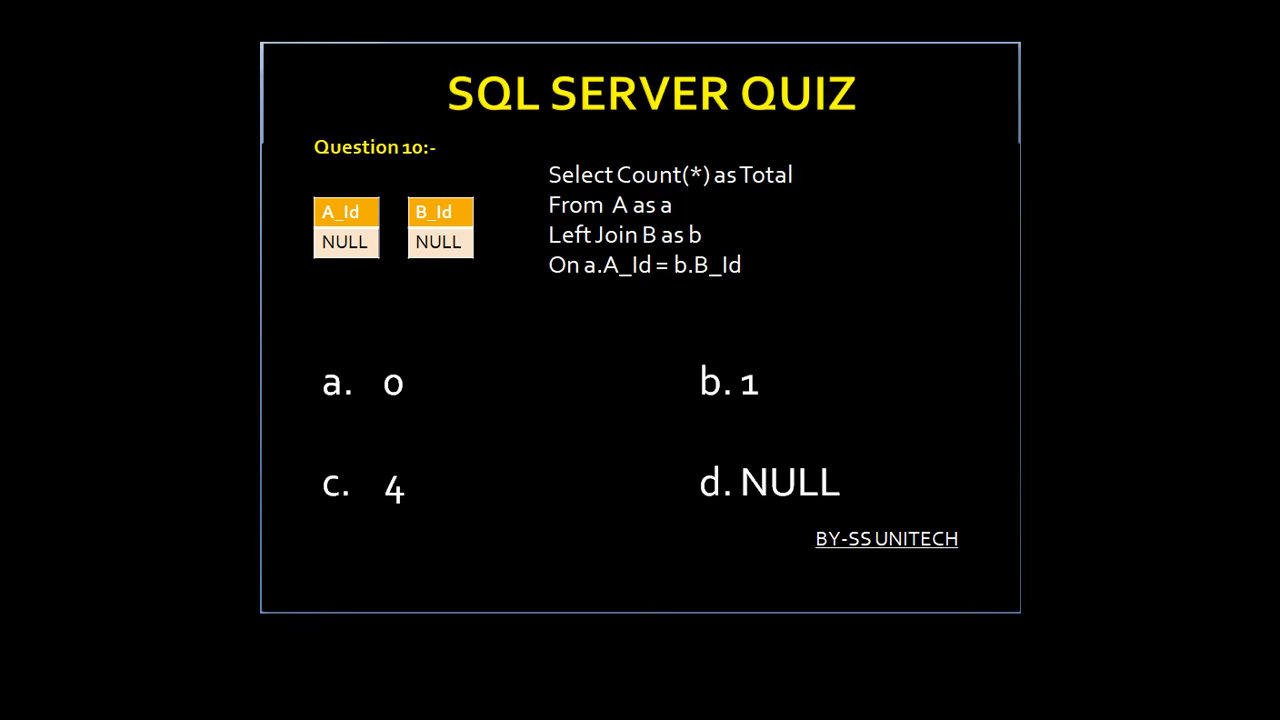 SQL SERVER QUIZ
Question 10:-
A_Id B_Id
NULL NULL
Select Count(*) as Total
From A as a
Left Join B as b
On a.A_Id = b.B_Id
a. 0 b. 1
c. 4 d. NULL
BY-SS UNITECH